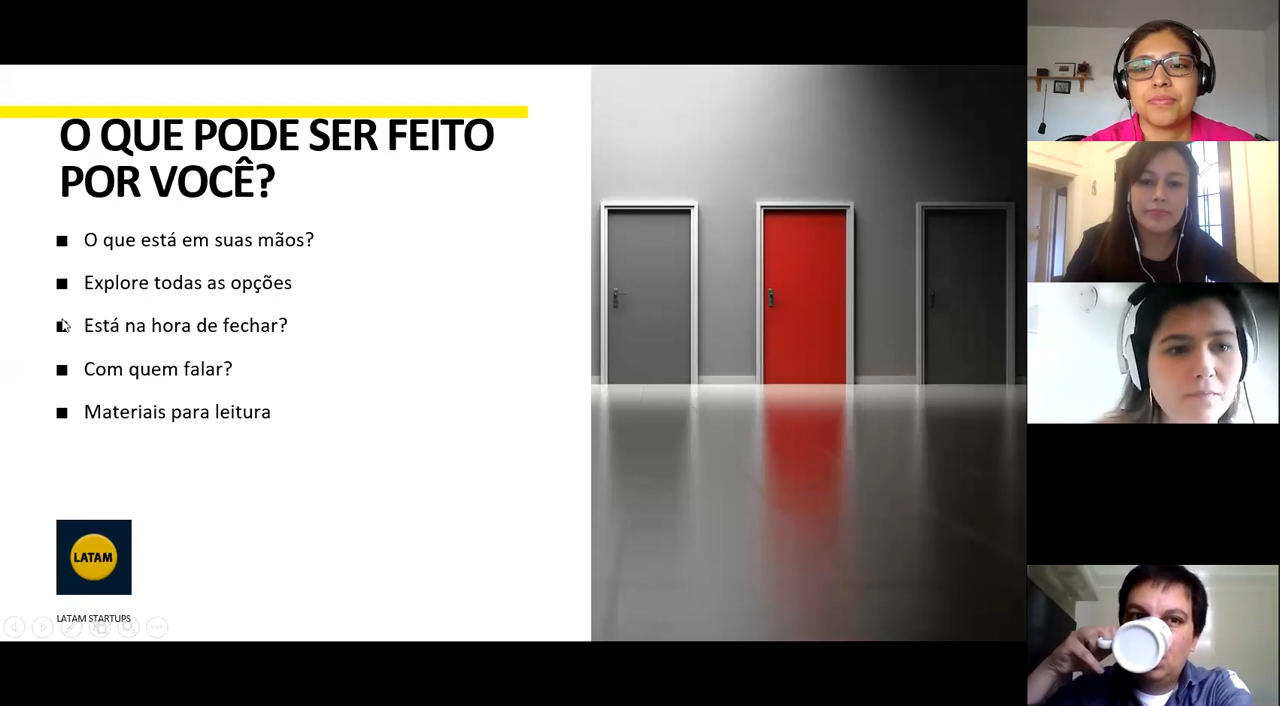 O QUE PODE SER FEITO
POR VOCÊ?
O que está em suas mãos?
Explore todas as opções
Está na hora de fechar?
Com quem falar?
Materiais para leitura
LATAM
LATAM STARTUPS